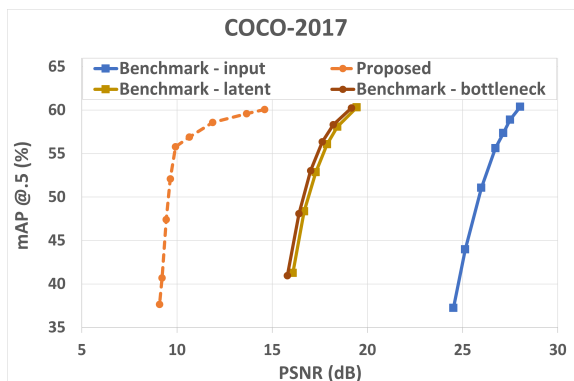 COCO-2017
Benchmark - input
Proposed
Benchmark - latent
Benchmark - bottleneck
mAP @.5 (%)
65
60
55
50
45
40
35
5 10 15 20 25 30
PSNR (dB)